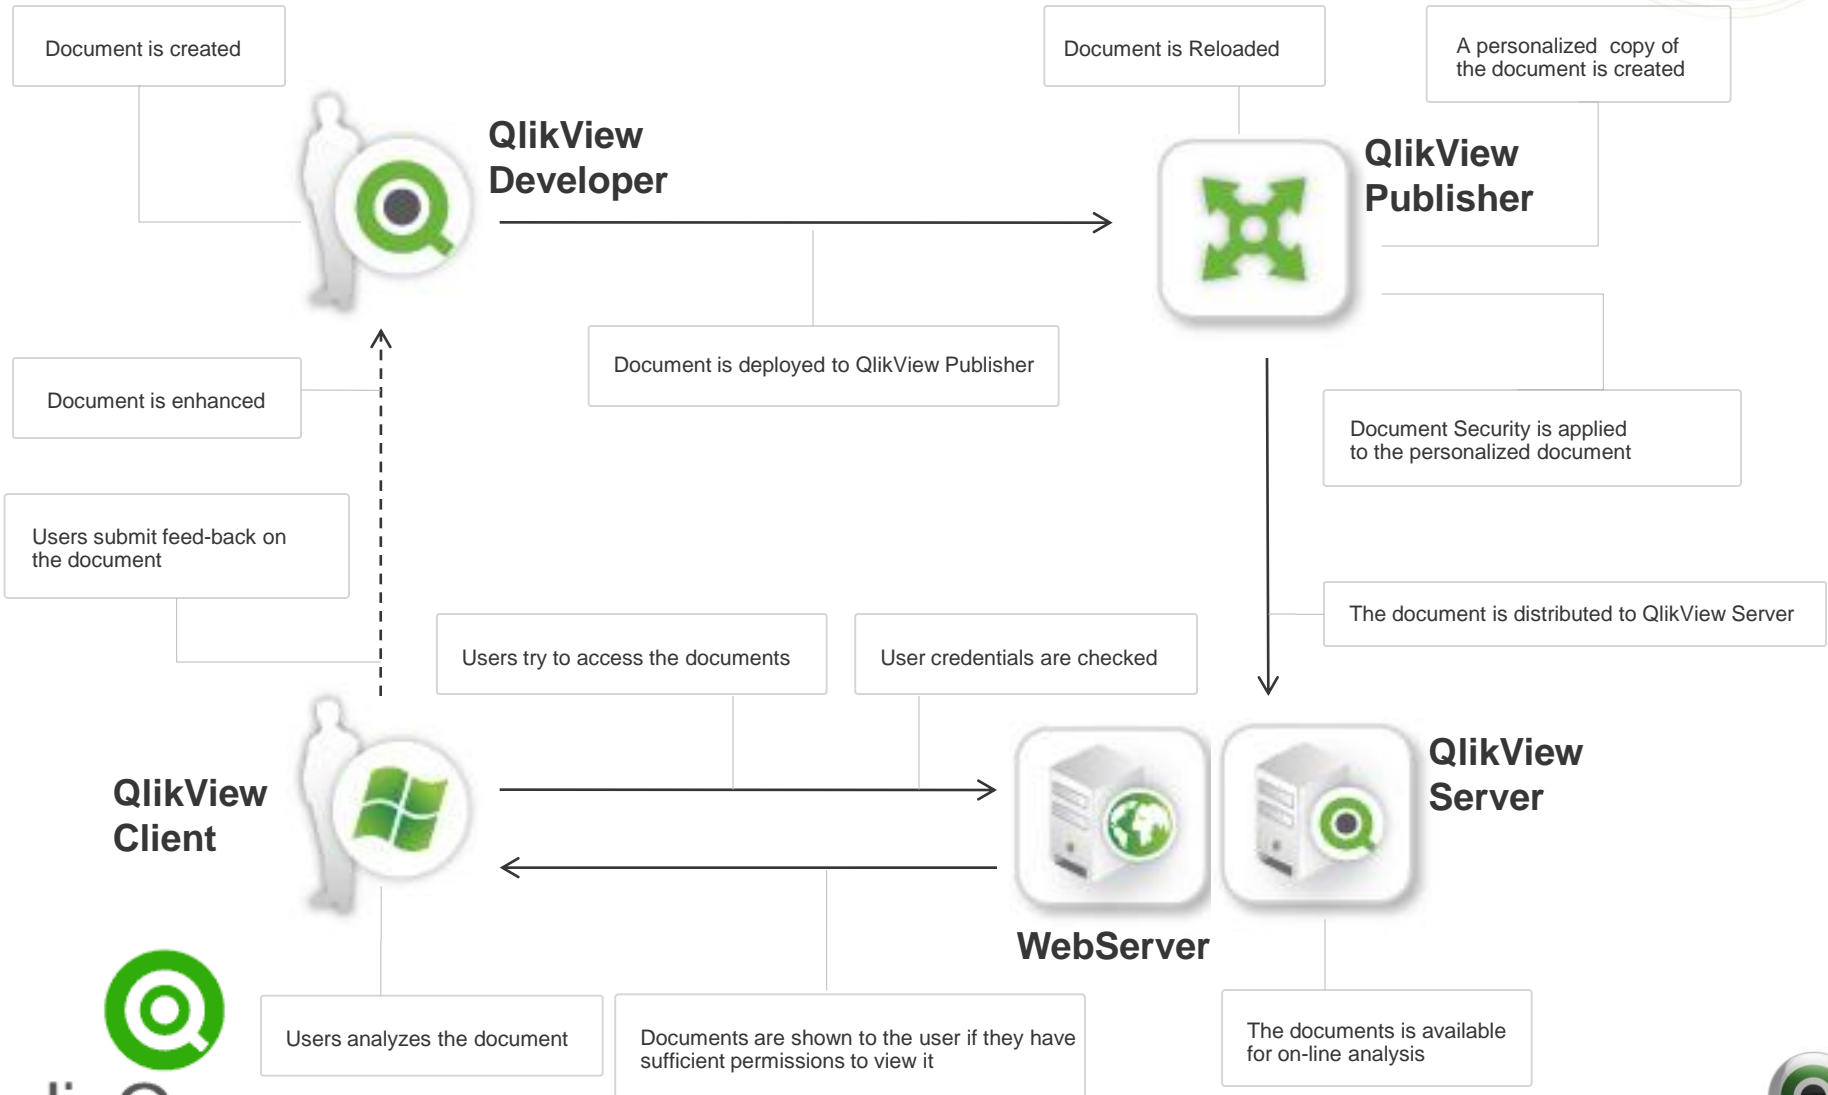 Document is created
Document is Reloaded
A personalized  copy of
the document is created
QlikView
Developer
QlikView
Publisher
Document is deployed to QlikView Publisher
Document is enhanced
Document Security is applied
to the personalized document
Users submit feed-back on
the document
The document is distributed to QlikView Server
Users try to access the documents
User credentials are checked
QlikView
Client
QlikView
Server
WebServer
Users analyzes the document
Documents are shown to the user if they have
sufficient permissions to view it
The documents is available
for on-line analysis